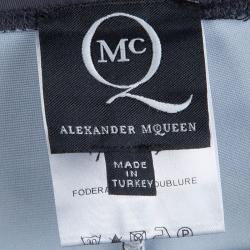 McQ
ALEXANDER MCQUEEN
MADE
IN
TURKEY
FODERA
DOUBLURE